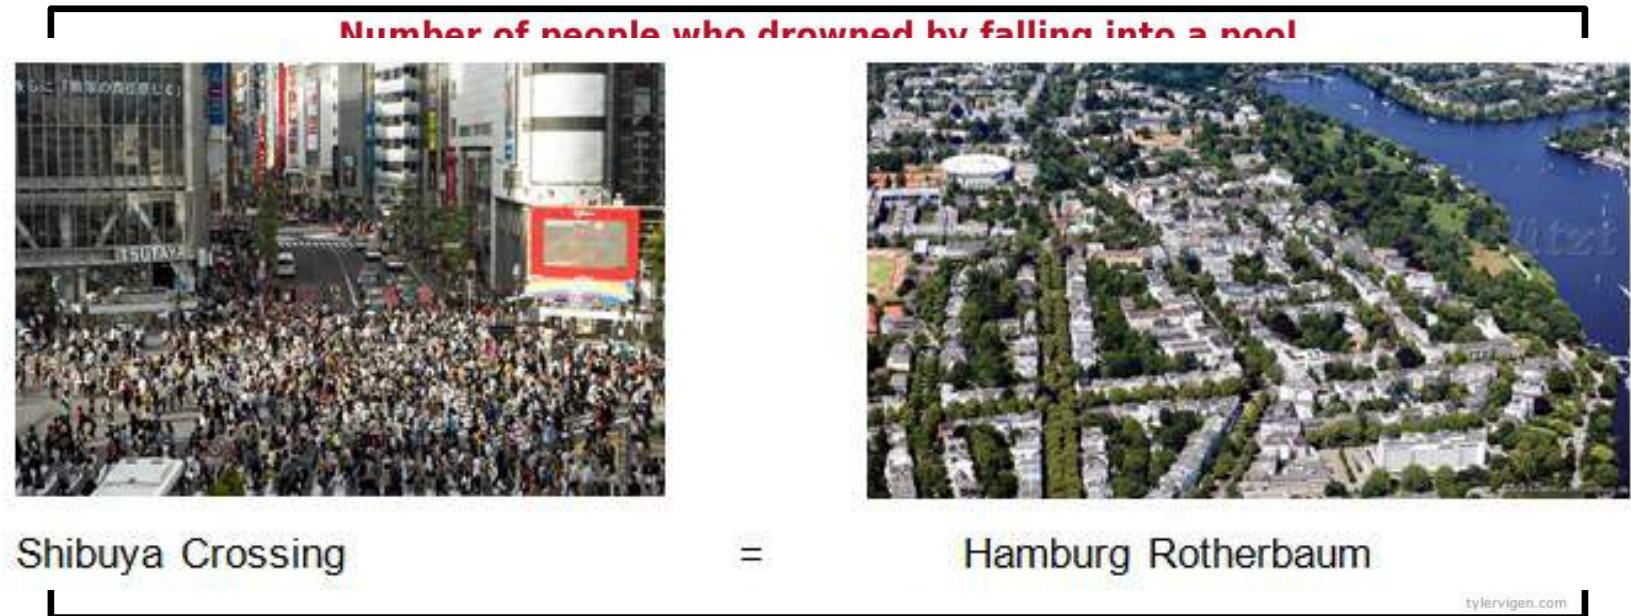 Number of people who drowned by falling into a pool
TSUTAYA
Shibuya Crossing
=
Hamburg Rotherbaum
tylervigen.com